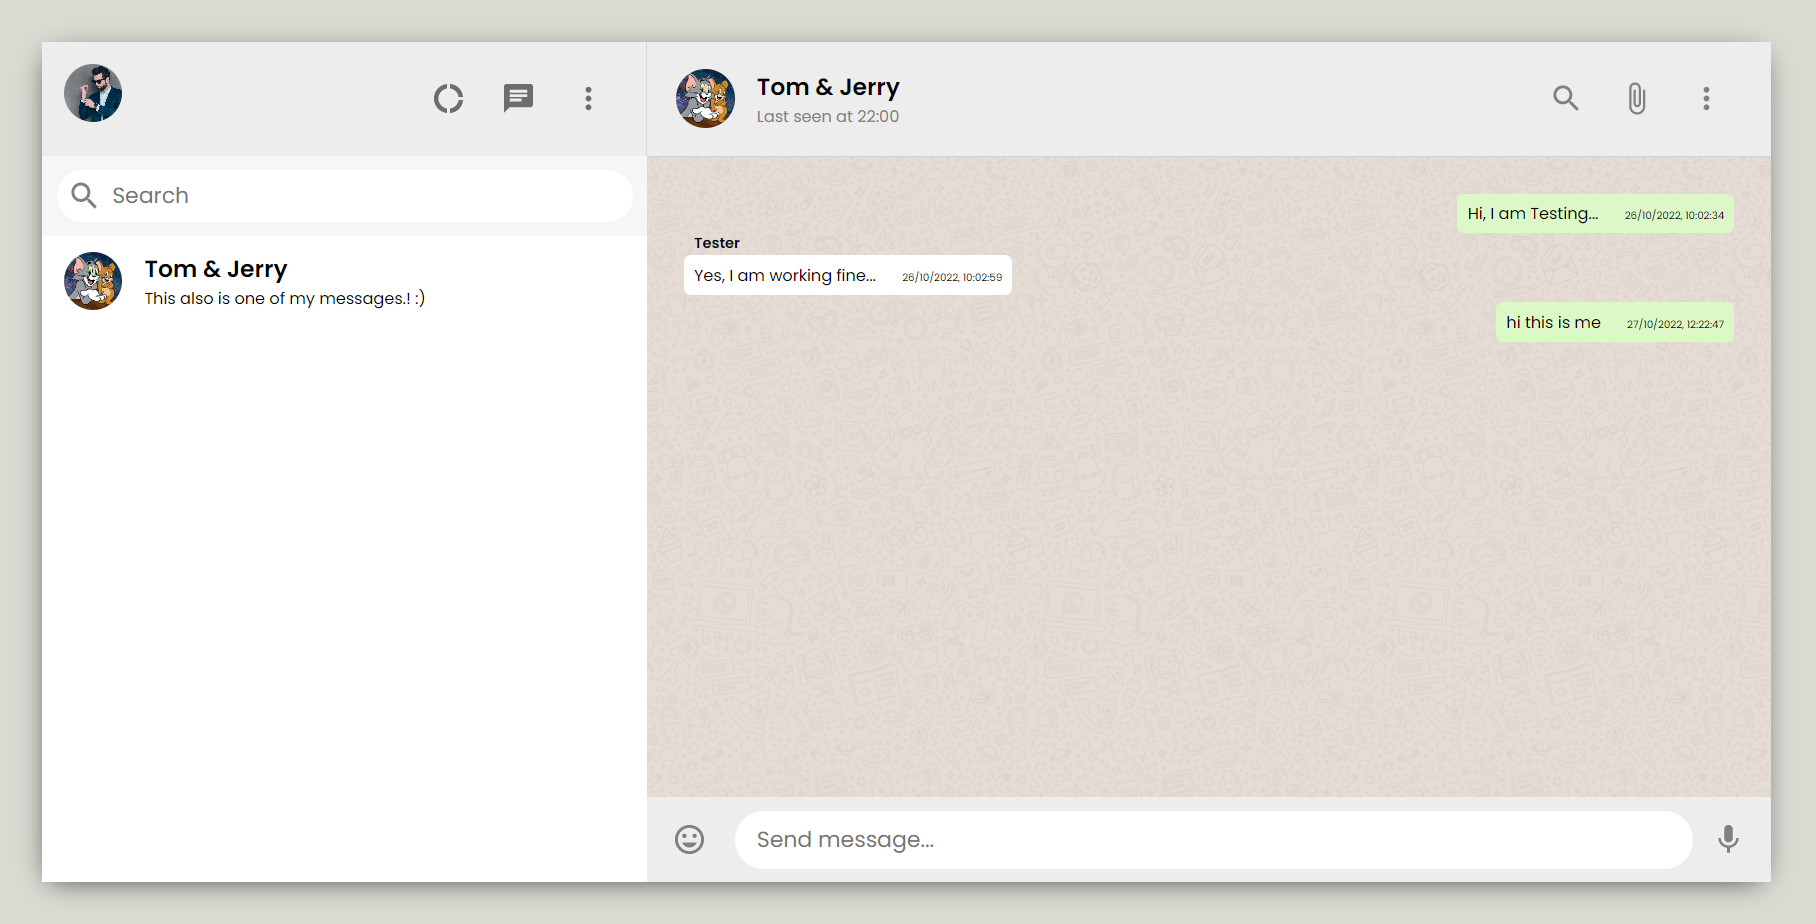 Search
Tom & Jerry
This also is one of my messages.! :)
Tom & Jerry
Last seen at 22:00
Hi, I am Testing... 26/10/2022, 10:02:34
Tester
Yes, I am working fine... 26/10/2022, 10:02:59
hi this is me 27/10/2022, 12:22:47
Send message...